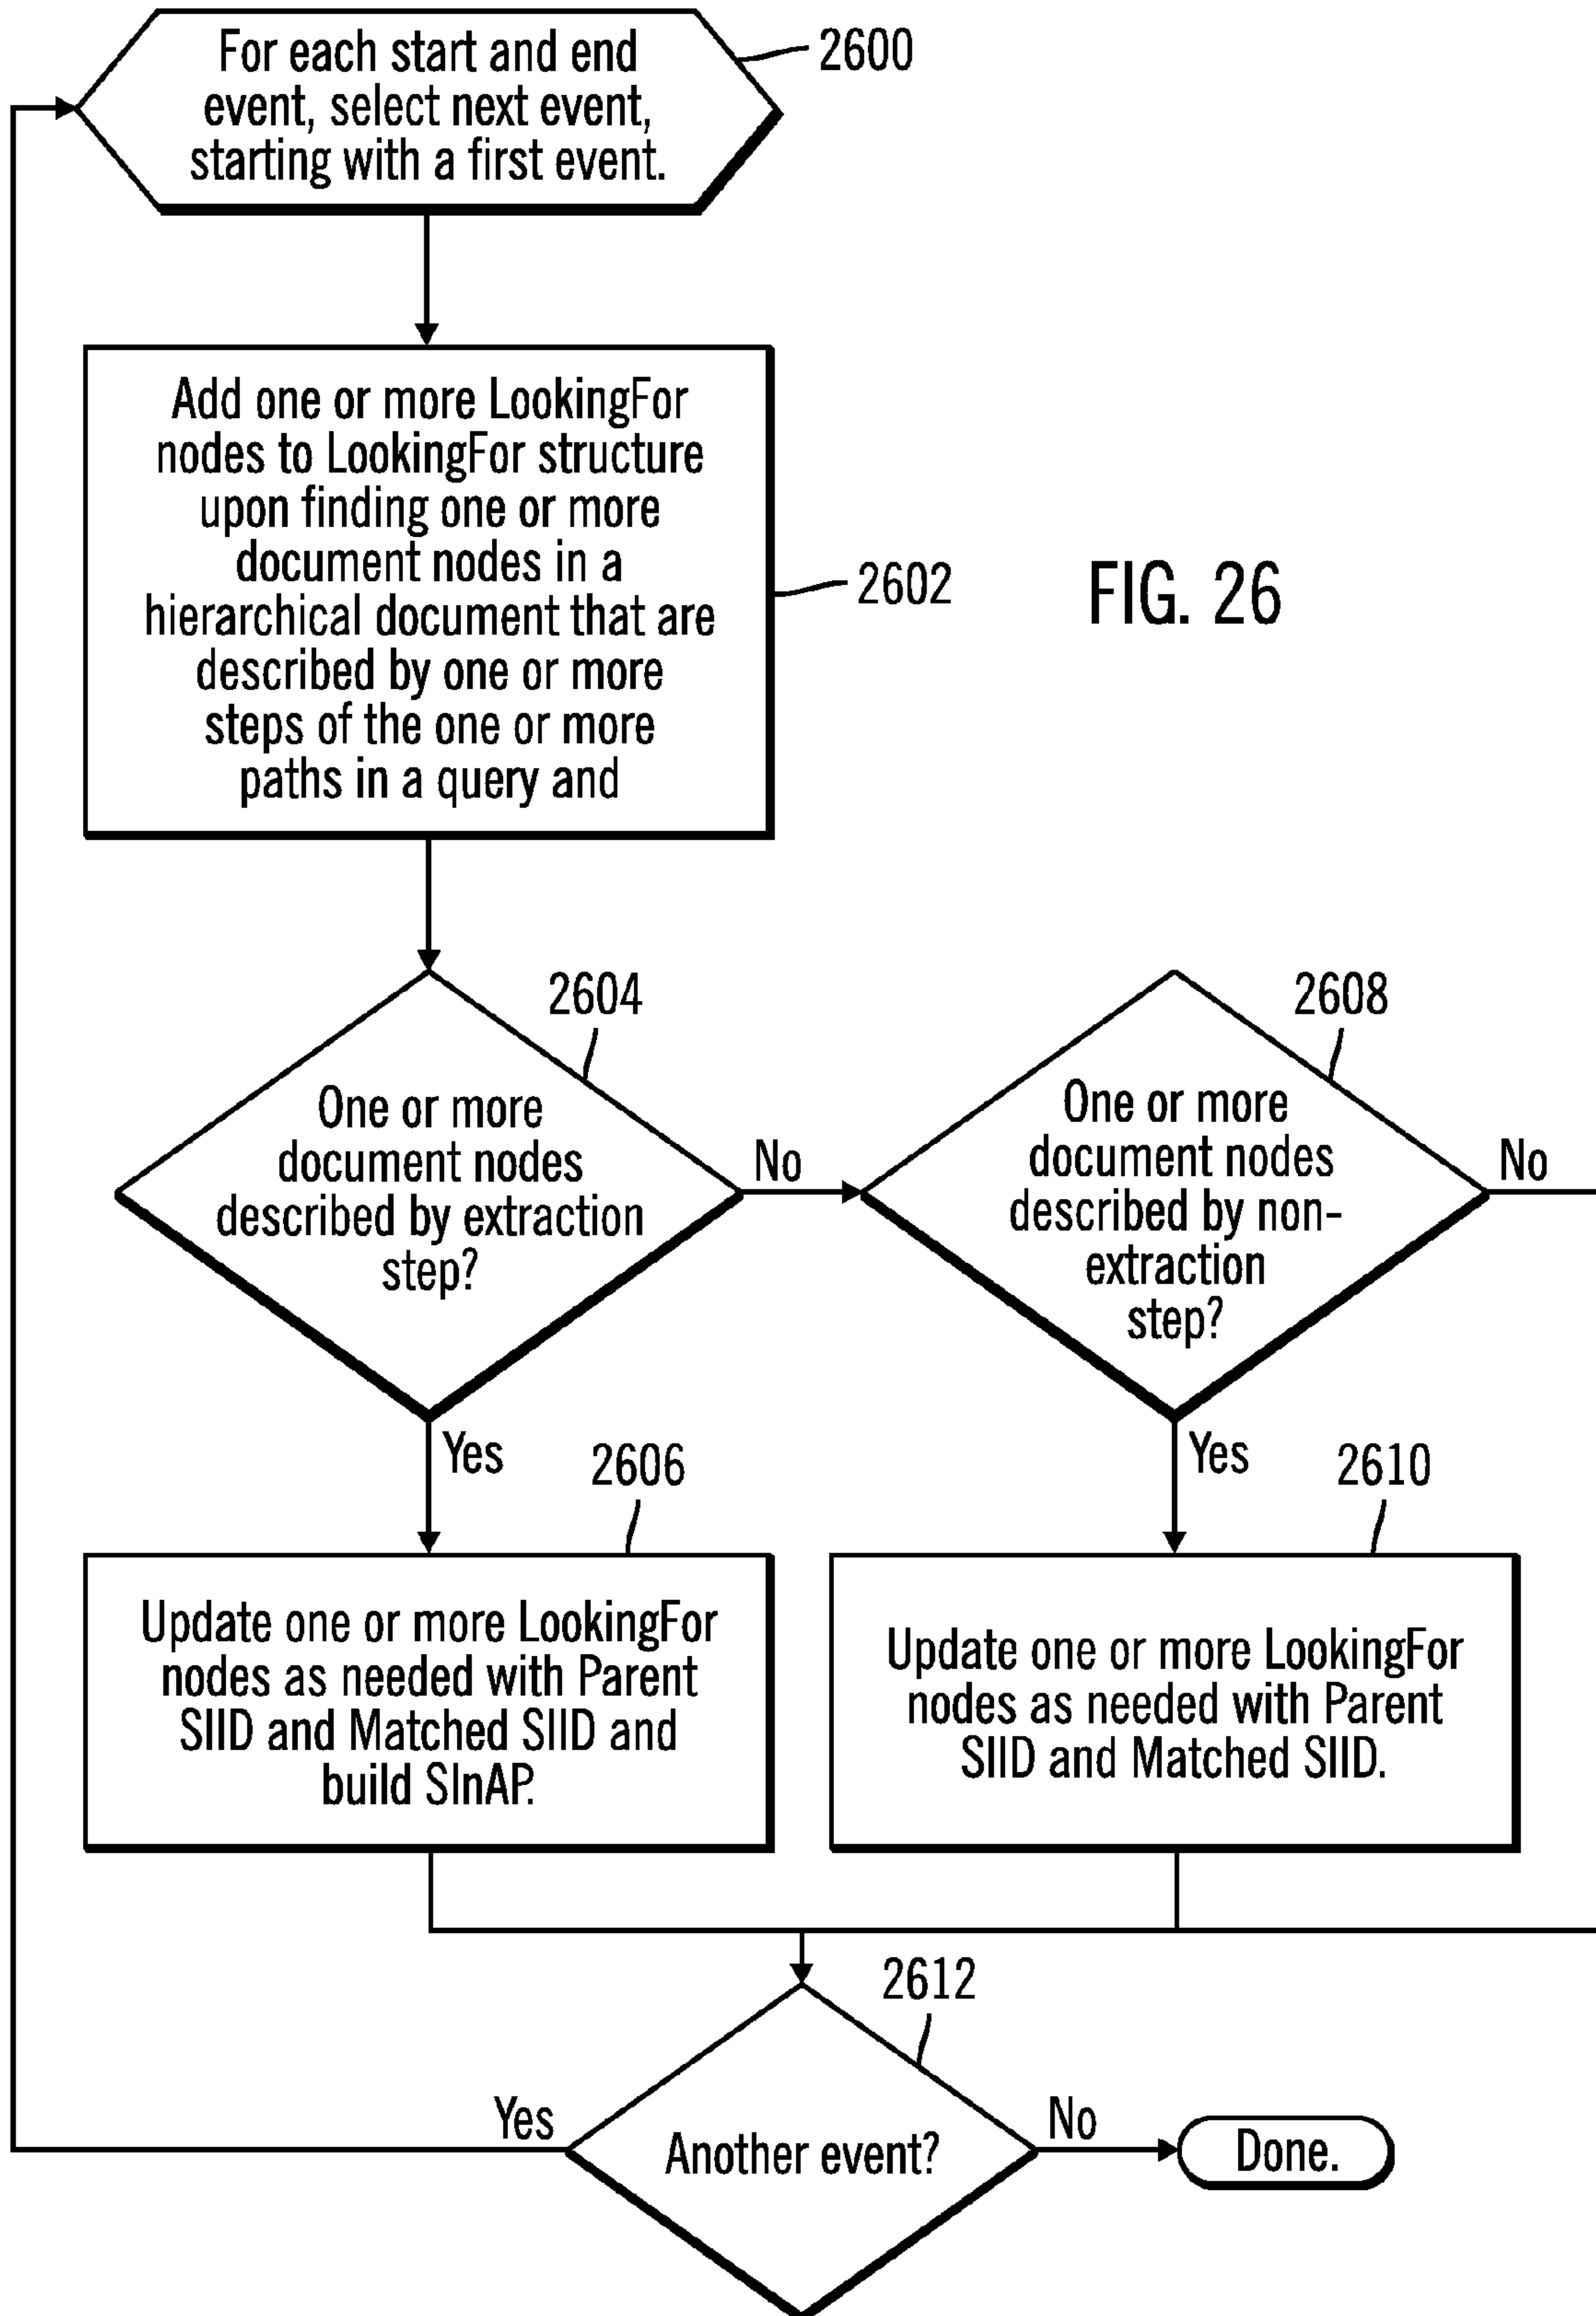 For each start and end
event, select next event,
starting with a first event.
2600
Add one or more LookingFor
nodes to LookingFor structure
upon finding one or more
document nodes in a
hierarchical document that are
described by one or more
steps of the one or more
paths in a query and
2602
FIG. 26
2604
One or more
document nodes
described by extraction
step?
No
Yes
2608
One or more
document nodes
described by non-
extraction
step?
No
Yes
2606
Update one or more LookingFor
nodes as needed with Parent
SIID and Matched SIID and
build SInAP.
2610
Update one or more LookingFor
nodes as needed with Parent
SIID and Matched SIID.
2612
Another event?
Yes
No
Done.